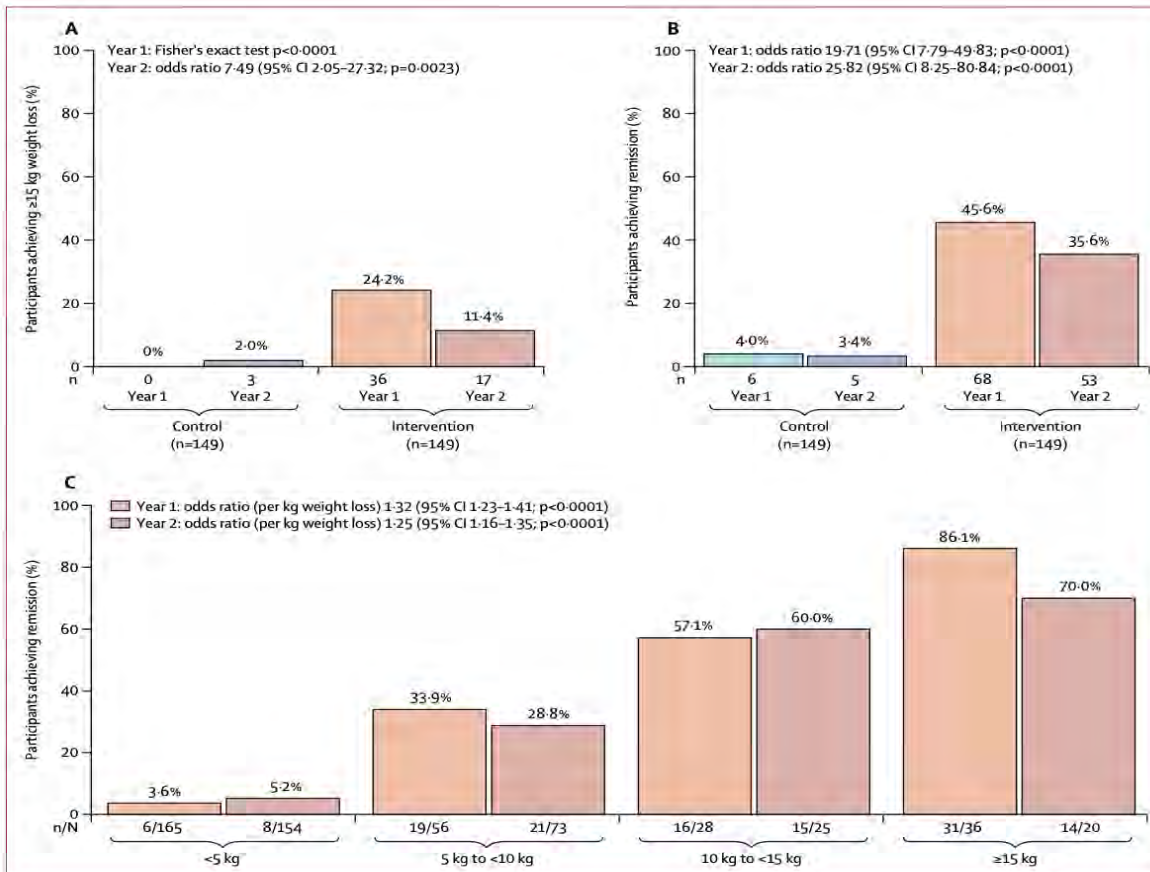 A
Year 1: Fisher's exact test p<0·0001
Year 2: odds ratio 7·49 (95% CI 2·05–27·32; p=0·0023)
Participants achieving ≥15 kg weight loss (%)
100
80
60
40
20
0
0%
2·0%
24·2%
11·4%
n
0
3
36
17
Year 1
Year 2
Year 1
Year 2
Control
(n=149)
Intervention
(n=149)
B
Year 1: odds ratio 19·71 (95% CI 7·79–49·83; p<0·0001)
Year 2: odds ratio 25·82 (95% CI 8·25–80·84; p<0·0001)
Participants achieving remission (%)
100
80
60
40
20
0
4·0%
3·4%
45·6%
35·6%
n
6
5
68
53
Year 1
Year 2
Year 1
Year 2
Control
(n=149)
Intervention
(n=149)
C
Year 1: odds ratio (per kg weight loss) 1·32 (95% CI 1·23–1·41; p<0·0001)
Year 2: odds ratio (per kg weight loss) 1·25 (95% CI 1·16–1·35; p<0·0001)
Participants achieving remission (%)
100
80
60
40
20
0
3·6%
5·2%
33·9%
28·8%
57·1%
60·0%
86·1%
70·0%
n/N
6/165
8/154
19/56
21/73
16/28
15/25
31/36
14/20
<5 kg
5 kg to <10 kg
10 kg to <15 kg
≥15 kg